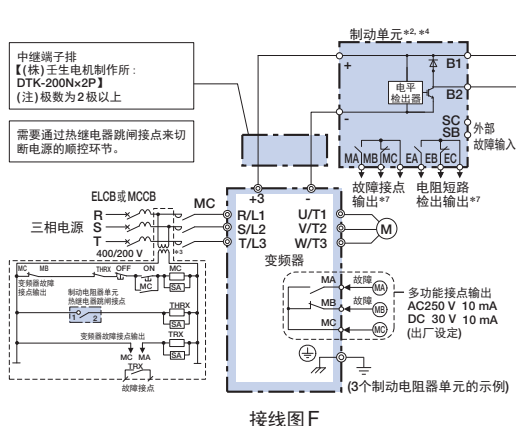 中继端子排
【(株)壬生电机制作所：
DTK-200N×2P】
(注)极数为2极以上
需要通过热继电器跳闸接点来切
断电源的顺控环节。
制动单元*2, *4
+
-
电平
检出器
B1
B2
SC
SB
外部
故障输入
MA MB MC EA EB EC
故障接点
输出*7
电阻短路
检出输出*7
ELCB或MCCB
MC
三相电源
R
S
T
400/200 V
*3
+3
-
R/L1
S/L2
T/L3
U/T1
V/T2
W/T3
M
变频器
MA
MB
MC
故障
MA
故障
MB
MC
多功能接点输出
AC250 V 10 mA
DC 30 V 10 mA
(出厂设定)
MC MB THRX OFF ON MC
变频器故障
接点输出
MC
SA
制动电阻器单元
热继电器跳闸接点
1 2
THRX
SA
变频器故障接点输出
TRX
SA
MC MA
TRX
故障接点
(3个制动电阻器单元的示例)
接线图F